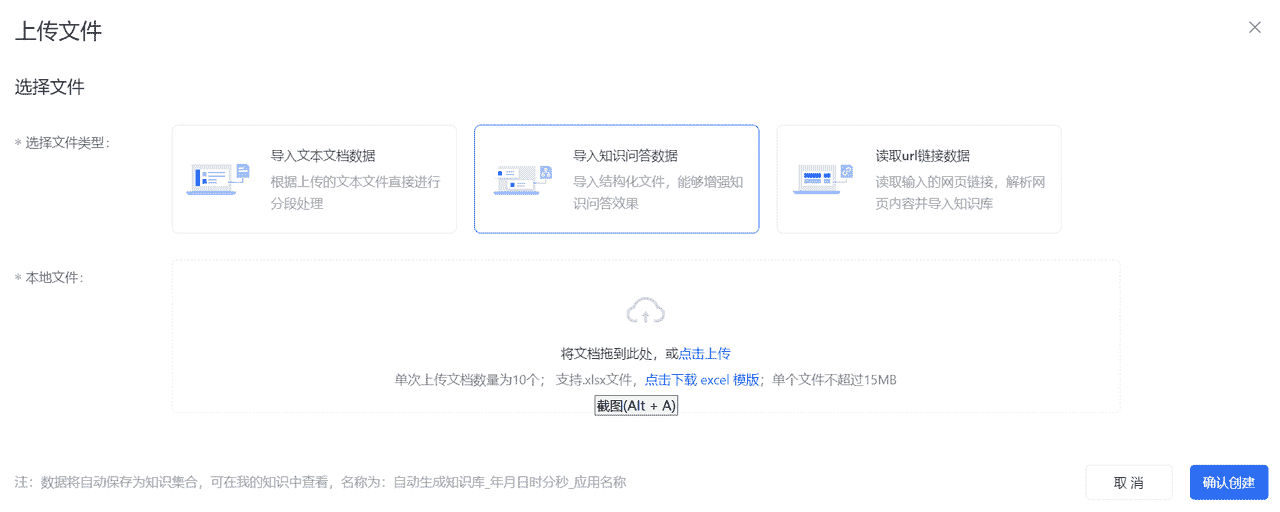 上传文件
选择文件
* 选择文件类型:
导入文本文档数据
根据上传的文本文件直接进行
分段处理
导入知识问答数据
导入结构化文件，能够增强知
识问答效果
读取url链接数据
读取输入的网页链接，解析网
页内容并导入知识库
* 本地文件:
将文档拖到此处，或点击上传
单次上传文档数量为10个； 支持.xlsx文件，点击下载 excel 模版；单个文件不超过15MB
截图(Alt + A)
注：数据将自动保存为知识集合，可在我的知识中查看，名称为：自动生成知识库_年月日时分秒_应用名称
取 消
确认创建